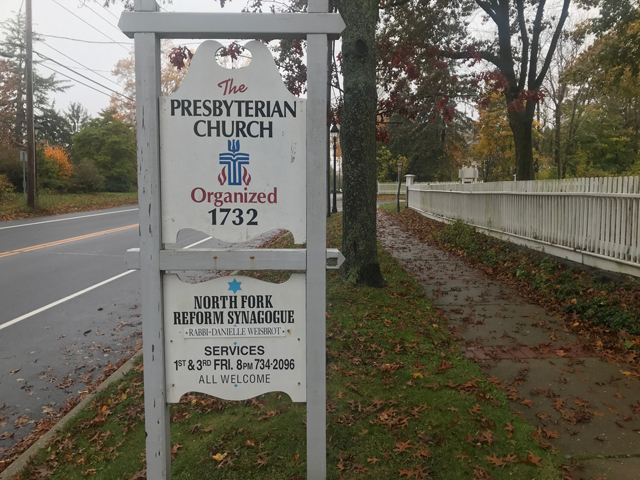 The
PRESBYTERIAN
CHURCH
Organized
1732
NORTH FORK
REFORM SYNAGOGUE
• RABBI-DANIELLE WEISBROT •
SERVICES
1ST & 3RD FRI. 8PM 734-2096
ALL WELCOME